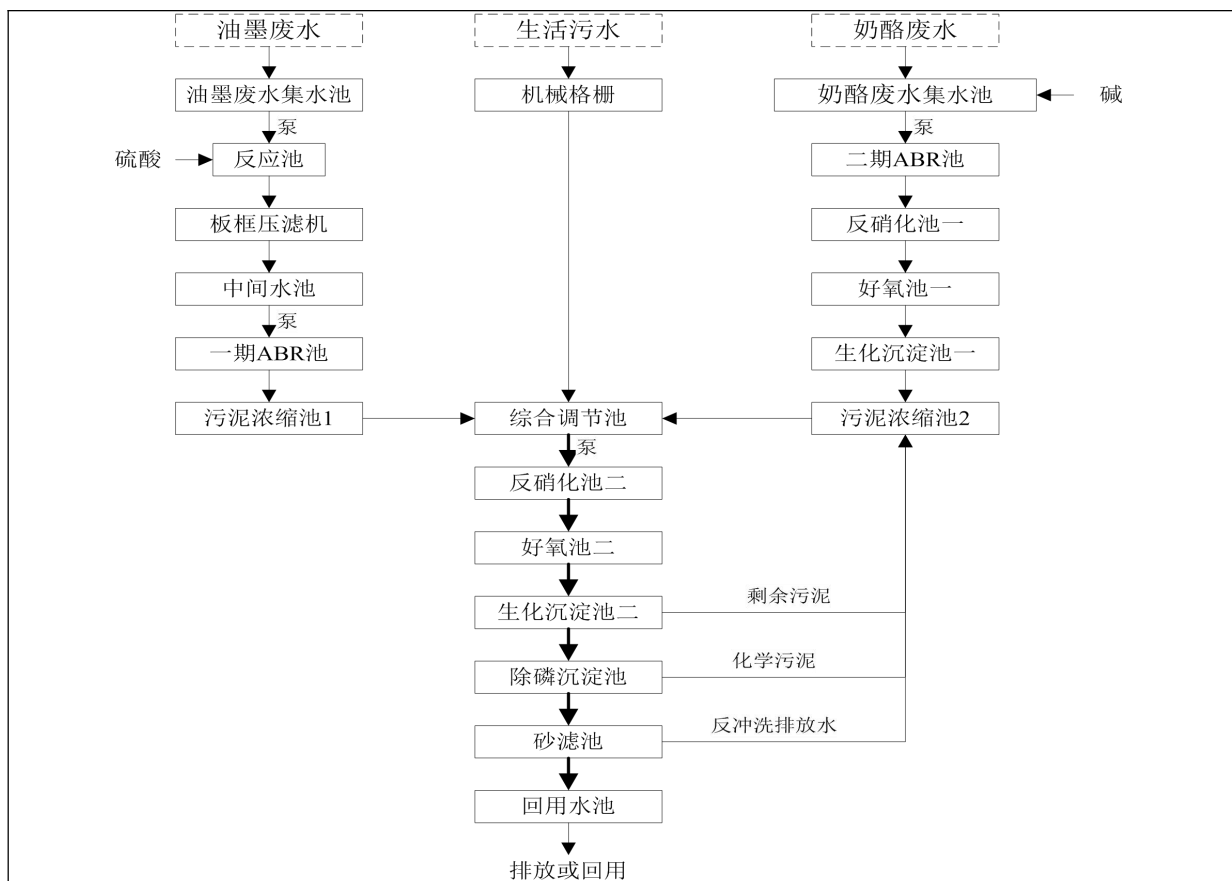 油墨废水
生活污水
奶酪废水
油墨废水集水池
机械格栅
奶酪废水集水池
碱
泵
泵
硫酸
反应池
二期ABR池
板框压滤机
反硝化池一
中间水池
好氧池一
泵
一期ABR池
生化沉淀池一
污泥浓缩池1
综合调节池
污泥浓缩池2
泵
反硝化池二
好氧池二
生化沉淀池二
剩余污泥
除磷沉淀池
化学污泥
砂滤池
反冲洗排放水
回用水池
排放或回用